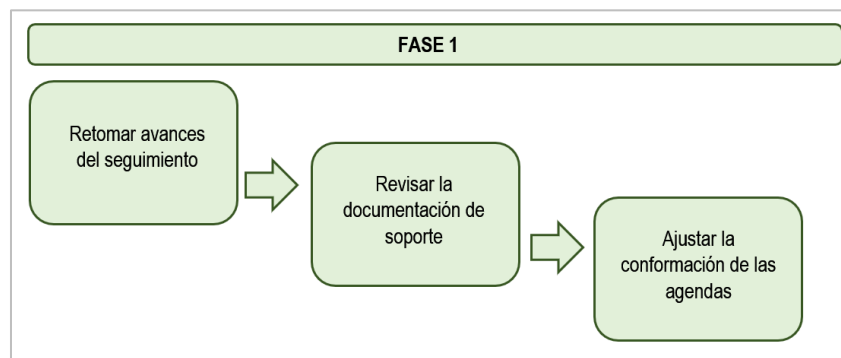 FASE 1
Retomar avances
del seguimiento
Revisar la
documentación de
soporte
Ajustar la
conformación de las
agendas